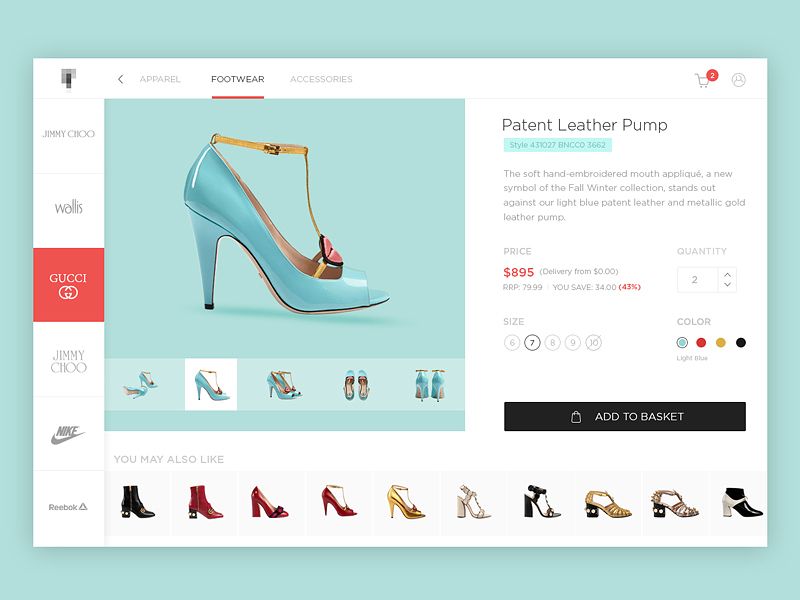 APPAREL
FOOTWEAR
ACCESSORIES
2
JIMMY CHOO
wallis
GUCCI
JIMMY
CHOO
NIKE
Reebok
Patent Leather Pump
Style 431027 BNCC0 3662
The soft hand-embroidered mouth appliqué, a new
symbol of the Fall Winter collection, stands out
against our light blue patent leather and metallic gold
leather pump.
PRICE
QUANTITY
$895 (Delivery from $0.00)
2
RRP: 79.99 YOU SAVE: 34.00 (43%)
SIZE
COLOR
6 7 8 9 10
Light Blue
ADD TO BASKET
YOU MAY ALSO LIKE